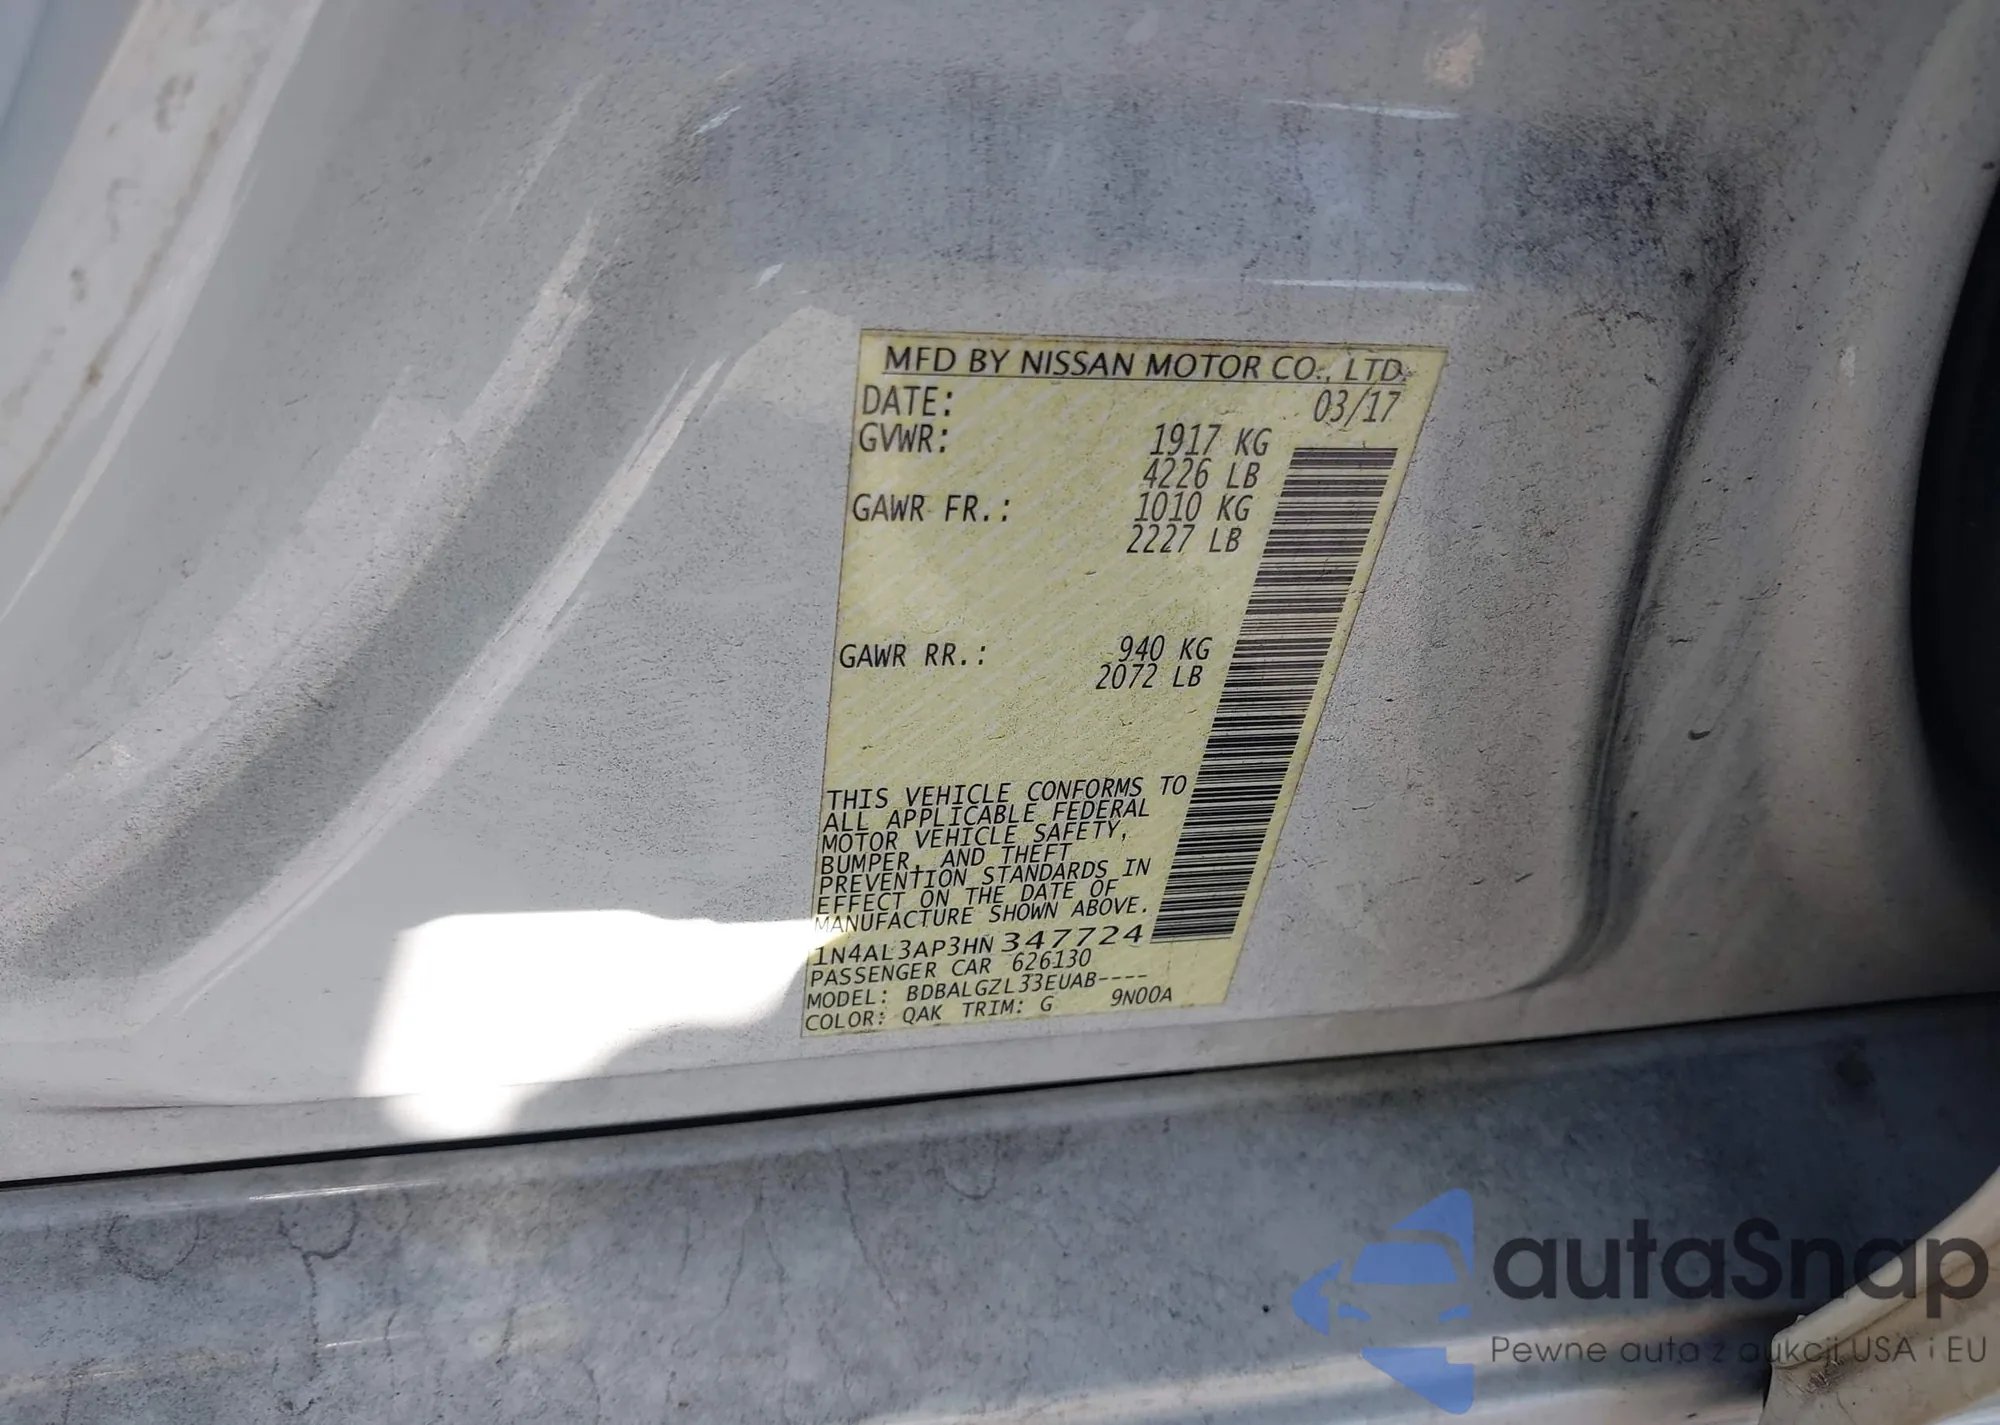 MFD BY NISSAN MOTOR CO., LTD.
DATE: 03/17
GVWR: 1917 KG
4226 LB
GAWR FR.: 1010 KG
2227 LB
GAWR RR.: 940 KG
2072 LB
THIS VEHICLE CONFORMS TO
ALL APPLICABLE FEDERAL
MOTOR VEHICLE SAFETY,
BUMPER, AND THEFT
PREVENTION STANDARDS IN
EFFECT ON THE DATE OF
MANUFACTURE SHOWN ABOVE.
1N4AL3AP3HN 347724
PASSENGER CAR 626130
MODEL: BDBALGZL33EUAB----
COLOR: QAK TRIM: G 9N00A
autaSnap
Pewne auta z aukcji USA i EU